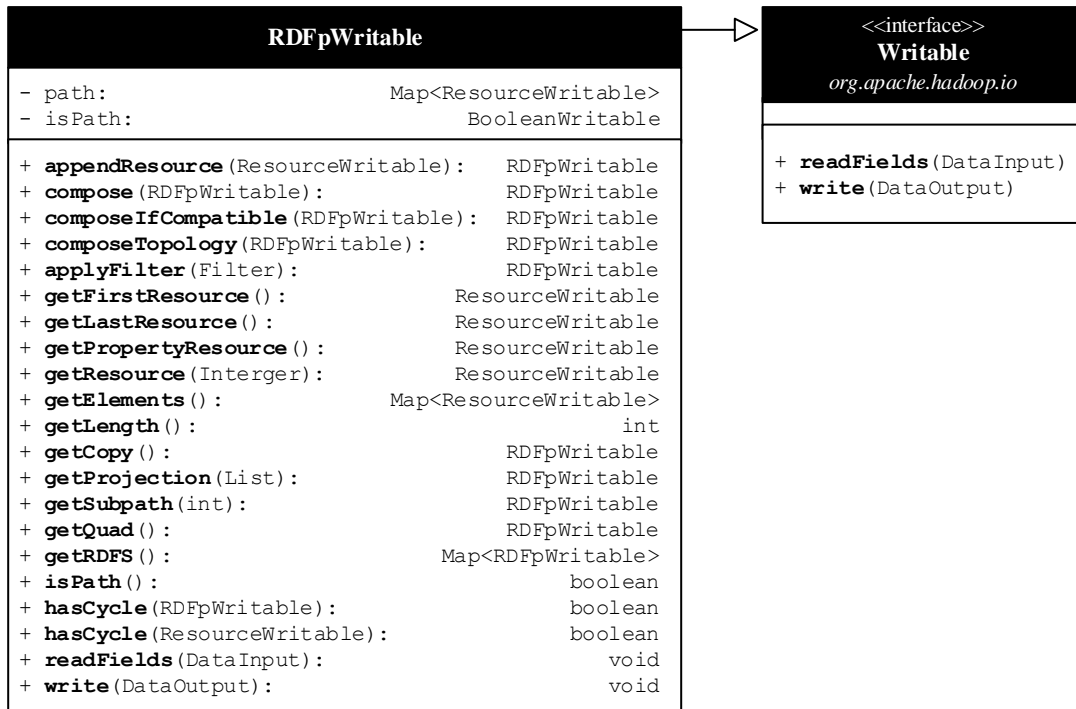 RDFpWritable
- path: Map<ResourceWritable>
- isPath: BooleanWritable
+ appendResource(ResourceWritable): RDFpWritable
+ compose(RDFpWritable): RDFpWritable
+ composeIfCompatible(RDFpWritable): RDFpWritable
+ composeTopology(RDFpWritable): RDFpWritable
+ applyFilter(Filter): RDFpWritable
+ getFirstResource(): ResourceWritable
+ getLastResource(): ResourceWritable
+ getPropertyResource(): ResourceWritable
+ getResource(Interger): ResourceWritable
+ getElements(): Map<ResourceWritable>
+ getLength(): int
+ getCopy(): RDFpWritable
+ getProjection(List): RDFpWritable
+ getSubpath(int): RDFpWritable
+ getQuad(): RDFpWritable
+ getRDFS(): Map<RDFpWritable>
+ isPath(): boolean
+ hasCycle(RDFpWritable): boolean
+ hasCycle(ResourceWritable): boolean
+ readFields(DataInput): void
+ write(DataOutput): void
<<interface>>
Writable
org.apache.hadoop.io
+ readFields(DataInput)
+ write(DataOutput)